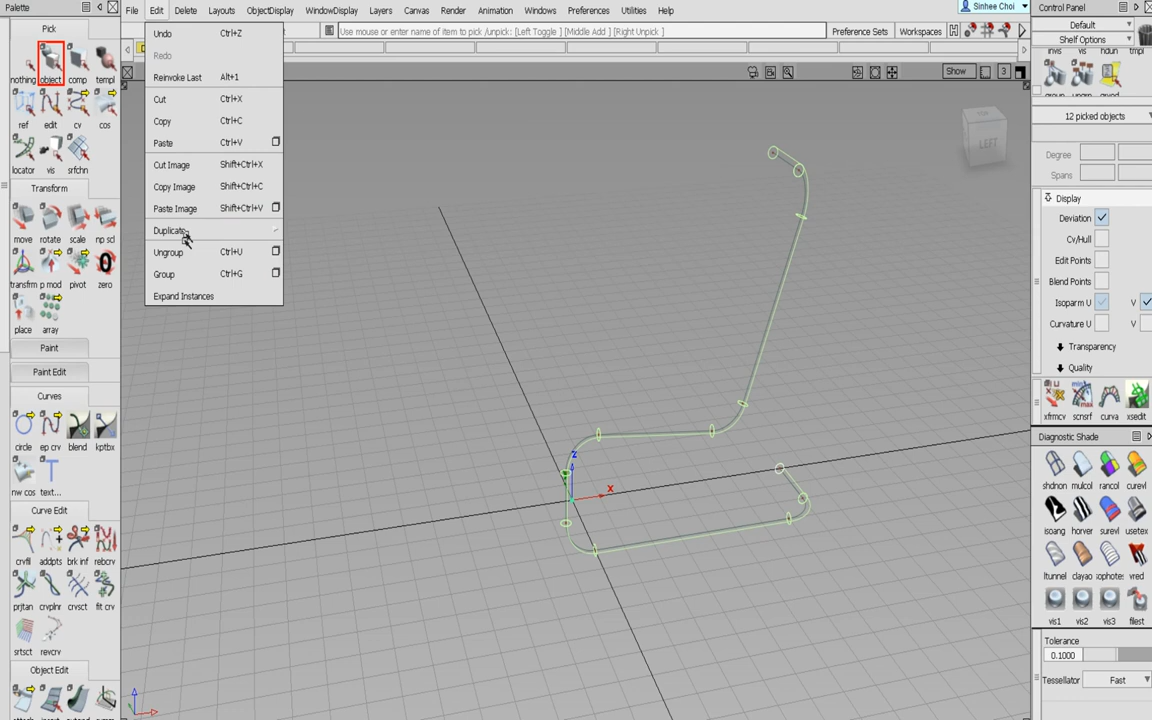 Palette
File Edit Delete Layouts ObjectDisplay WindowDisplay Layers Canvas Render Animation Windows Preferences Utilities Help
Sinhee Choi
Control Panel
Default
Shelf Options
Use mouse or enter name of item to pick /unpick: [Left Toggle ] [Middle Add ] [Right Unpick ]
Preference Sets
Workspaces
Show
3
Pick
nothing object comp templ
ref edit cv cos
locator vis srfchn
Transform
move rotate scale np scl
transfrm p mod pivot zero
0
place array
Paint
Paint Edit
Curves
circle ep crv blend kptbx
nw cos text...
T
Curve Edit
crvfil addpts brk inf rebcrv
prjtan crvplnr crvsct fit crv
srtsct revcrv
Object Edit
Undo Ctrl+Z
Redo
Reinvoke Last Alt+1
Cut Ctrl+X
Copy Ctrl+C
Paste Ctrl+V
Cut Image Shift+Ctrl+X
Copy Image Shift+Ctrl+C
Paste Image Shift+Ctrl+V
Duplicate
Ungroup Ctrl+U
Group Ctrl+G
Expand Instances
LEFT
Z
X
invis vis hdun tmpl
12 picked objects
Degree
Spans
Display
Deviation
Cv/Hull
Edit Points
Blend Points
Isoparm U V
Curvature U V
Transparency
Quality
xfrmcv scnsrf curva xsedit
Diagnostic Shade
shdnon mulcol rancol curevl
isoang horver surevl usetex
ltunnel clayao sophote vred
vis1 vis2 vis3 filest
Tolerance
0.1000
Tessellator Fast